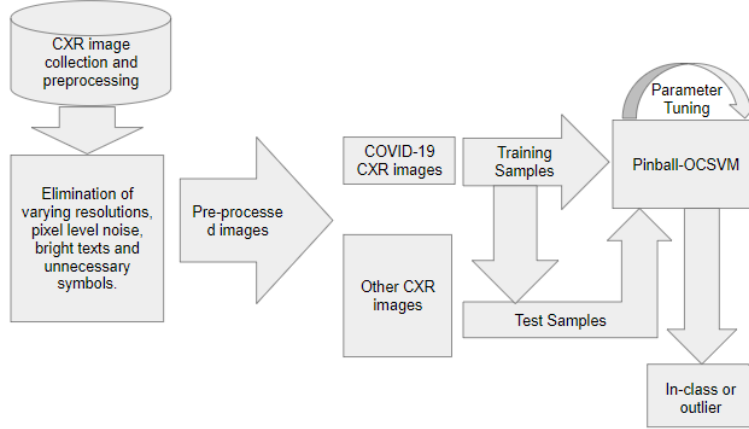 CXR image
collection and
preprocessing
Elimination of
varying resolutions,
pixel level noise,
bright texts and
unnecessary
symbols.
Pre-processe
d images
COVID-19
CXR images
Other CXR
images
Training
Samples
Test Samples
Parameter
Tuning
Pinball-OCSVM
In-class or
outlier